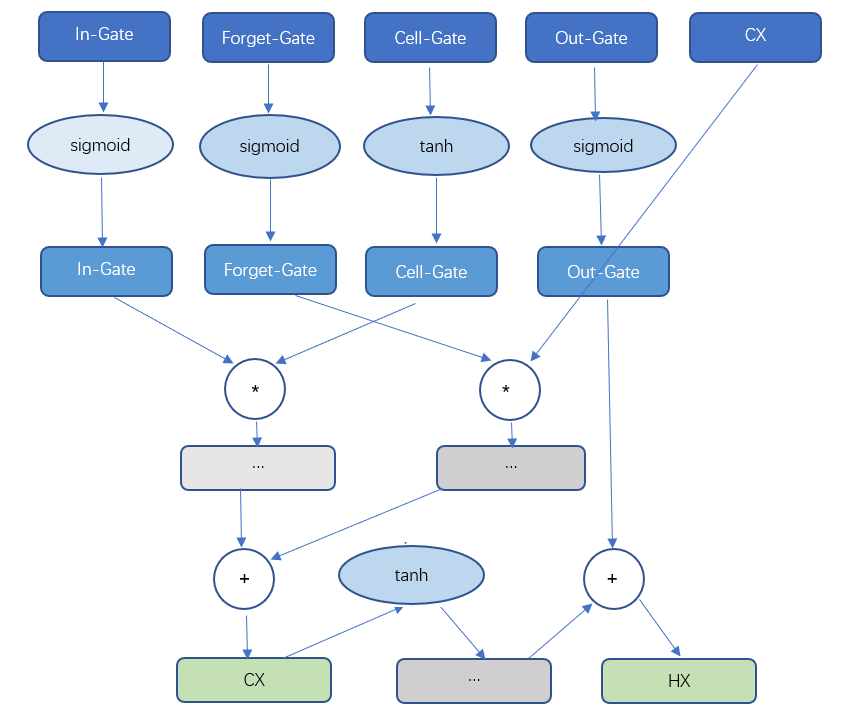 In-Gate
Forget-Gate
Cell-Gate
Out-Gate
CX
sigmoid
sigmoid
tanh
sigmoid
In-Gate
Forget-Gate
Cell-Gate
Out-Gate
*
*
...
...
+
tanh
+
CX
...
HX